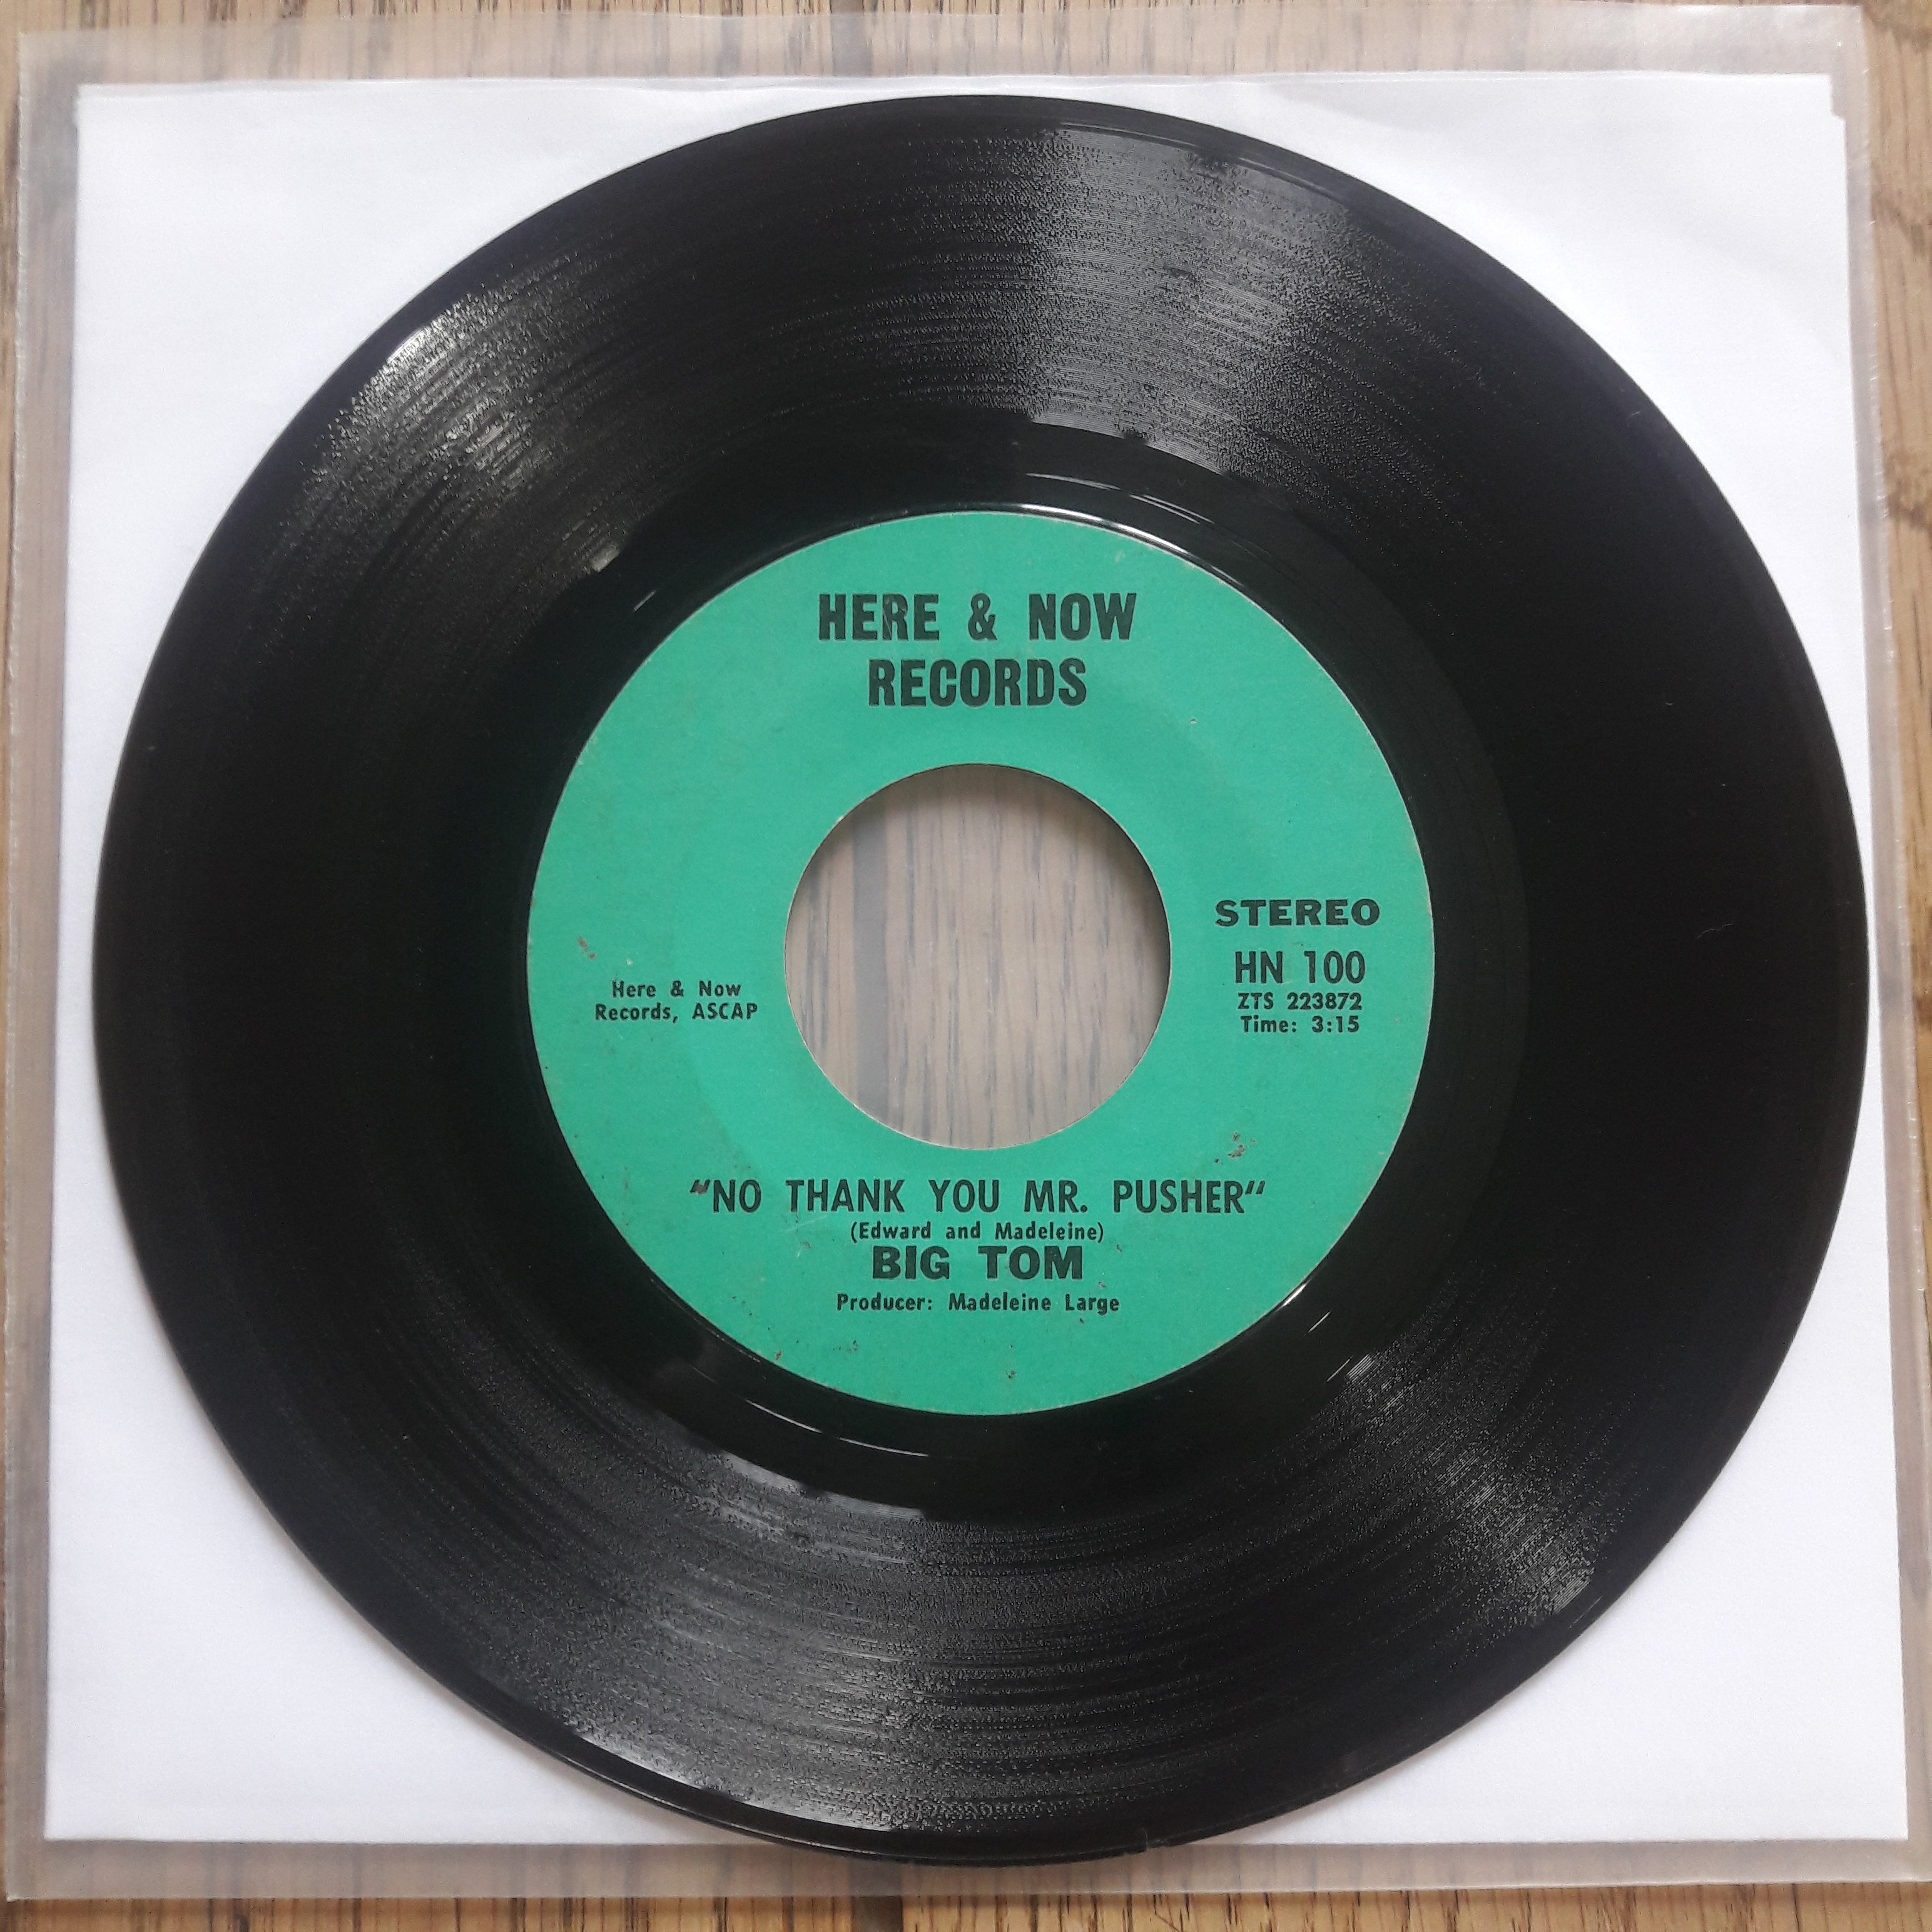 HERE & NOW
RECORDS
STEREO
HN 100
ZTS 223872
Time: 3:15
Here & Now
Records, ASCAP
"NO THANK YOU MR. PUSHER"
(Edward and Madeleine)
BIG TOM
Producer: Madeleine Large